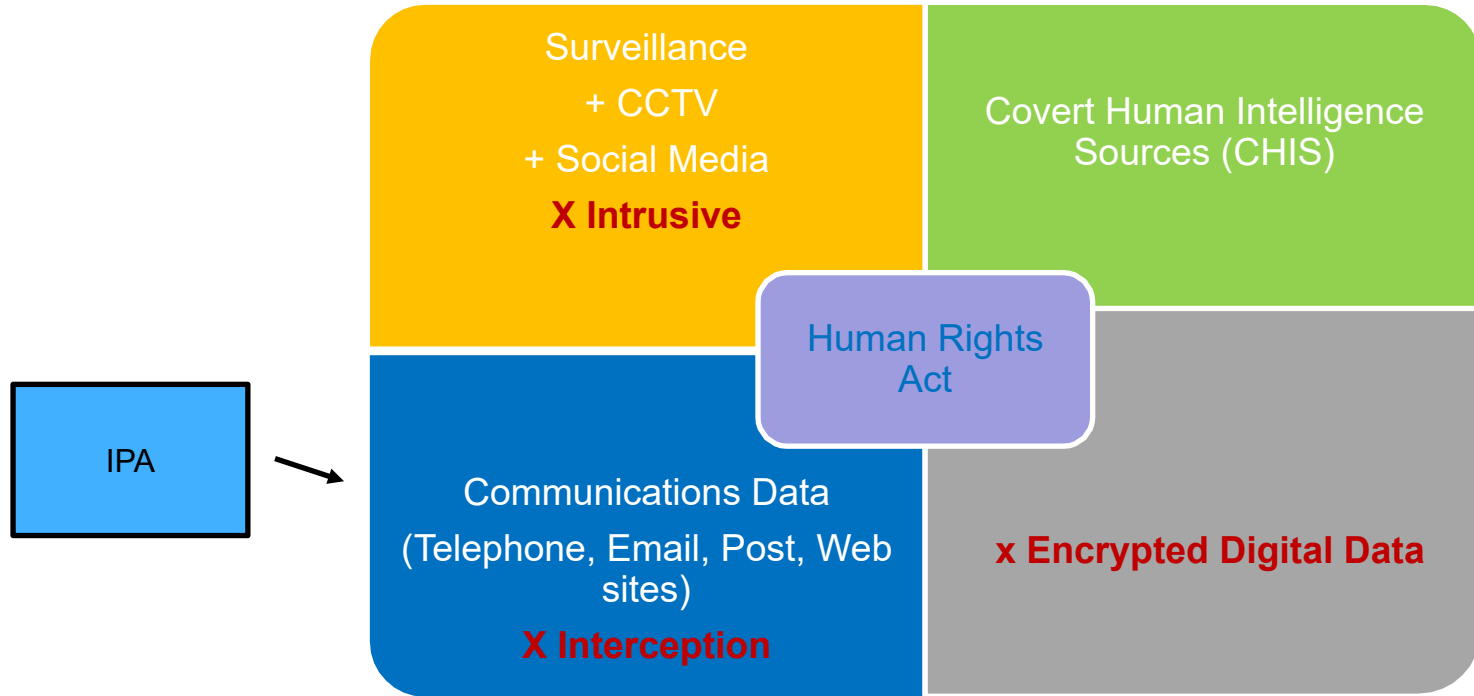 Surveillance
+ CCTV
+ Social Media
X Intrusive
Covert Human Intelligence
Sources (CHIS)
Human Rights
Act
IPA
Communications Data
(Telephone, Email, Post, Web
sites)
X Interception
x Encrypted Digital Data